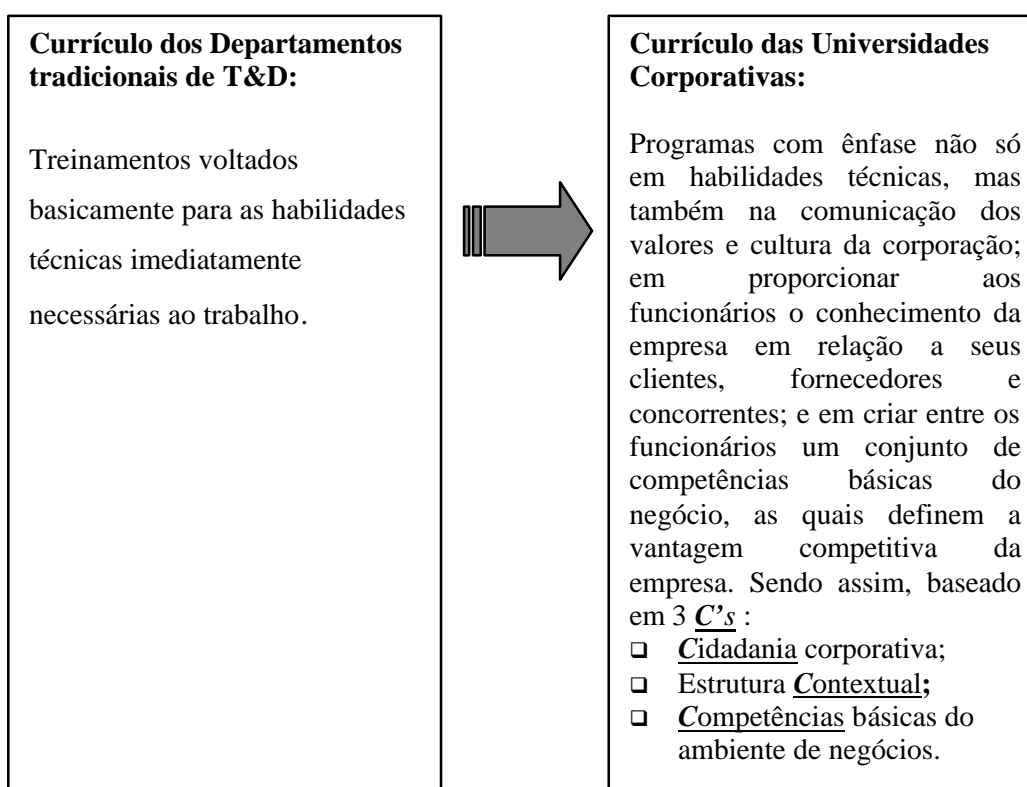 Currículo dos Departamentos
tradicionais de T&D:
Treinamentos voltados
basicamente para as habilidades
técnicas imediatamente
necessárias ao trabalho.
Currículo das Universidades
Corporativas:
Programas com ênfase não só
em habilidades técnicas, mas
também na comunicação dos
valores e cultura da corporação;
em proporcionar aos
funcionários o conhecimento da
empresa em relação a seus
clientes, fornecedores e
concorrentes; e em criar entre os
funcionários um conjunto de
competências básicas do
negócio, as quais definem a
vantagem competitiva da
empresa. Sendo assim, baseado
em 3 C’s :
❑ Cidadania corporativa;
❑ Estrutura Contextual;
❑ Competências básicas do
ambiente de negócios.